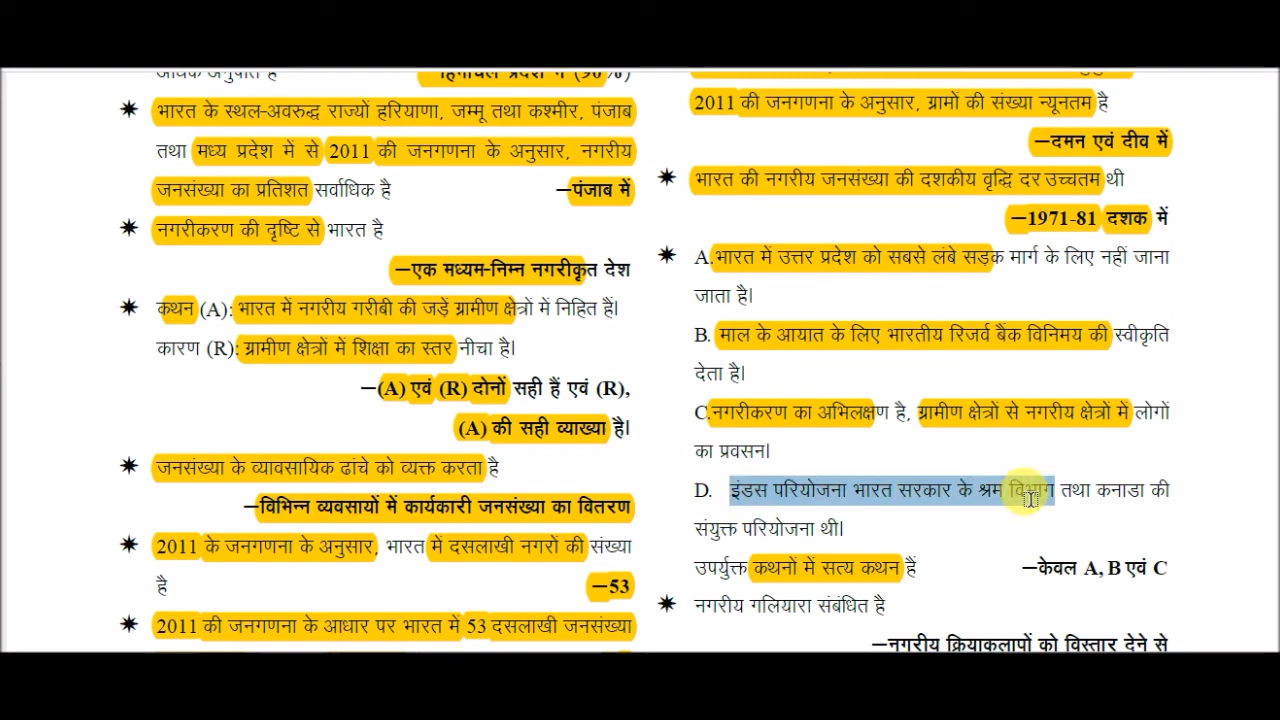 हिमाचल प्रदेश में (90%)
✷ भारत के स्थल-अवरुद्ध राज्यों हरियाणा, जम्मू तथा कश्मीर, पंजाब
तथा मध्य प्रदेश में से 2011 की जनगणना के अनुसार, नगरीय
जनसंख्या का प्रतिशत सर्वाधिक है –पंजाब में
✷ नगरीकरण की दृष्टि से भारत है
–एक मध्यम-निम्न नगरीकृत देश
✷ कथन (A): भारत में नगरीय गरीबी की जड़ें ग्रामीण क्षेत्रों में निहित हैं।
कारण (R): ग्रामीण क्षेत्रों में शिक्षा का स्तर नीचा है।
–(A) एवं (R) दोनों सही हैं एवं (R),
(A) की सही व्याख्या है।
✷ जनसंख्या के व्यावसायिक ढांचे को व्यक्त करता है
–विभिन्न व्यवसायों में कार्यकारी जनसंख्या का वितरण
✷ 2011 के जनगणना के अनुसार, भारत में दसलाखी नगरों की संख्या
है –53
✷ 2011 की जनगणना के आधार पर भारत में 53 दसलाखी जनसंख्या
2011 की जनगणना के अनुसार, ग्रामों की संख्या न्यूनतम है
–दमन एवं दीव में
✷ भारत की नगरीय जनसंख्या की दशकीय वृद्धि दर उच्चतम थी
–1971-81 दशक में
✷ A.भारत में उत्तर प्रदेश को सबसे लंबे सड़क मार्ग के लिए नहीं जाना
जाता है।
B. माल के आयात के लिए भारतीय रिजर्व बैंक विनिमय की स्वीकृति
देता है।
C.नगरीकरण का अभिलक्षण है, ग्रामीण क्षेत्रों से नगरीय क्षेत्रों में लोगों
का प्रवसन।
D. इंडस परियोजना भारत सरकार के श्रम विभाग तथा कनाडा की
संयुक्त परियोजना थी।
उपर्युक्त कथनों में सत्य कथन हैं –केवल A, B एवं C
✷ नगरीय गलियारा संबंधित है
–नगरीय क्रियाकलापों को विस्तार देने से